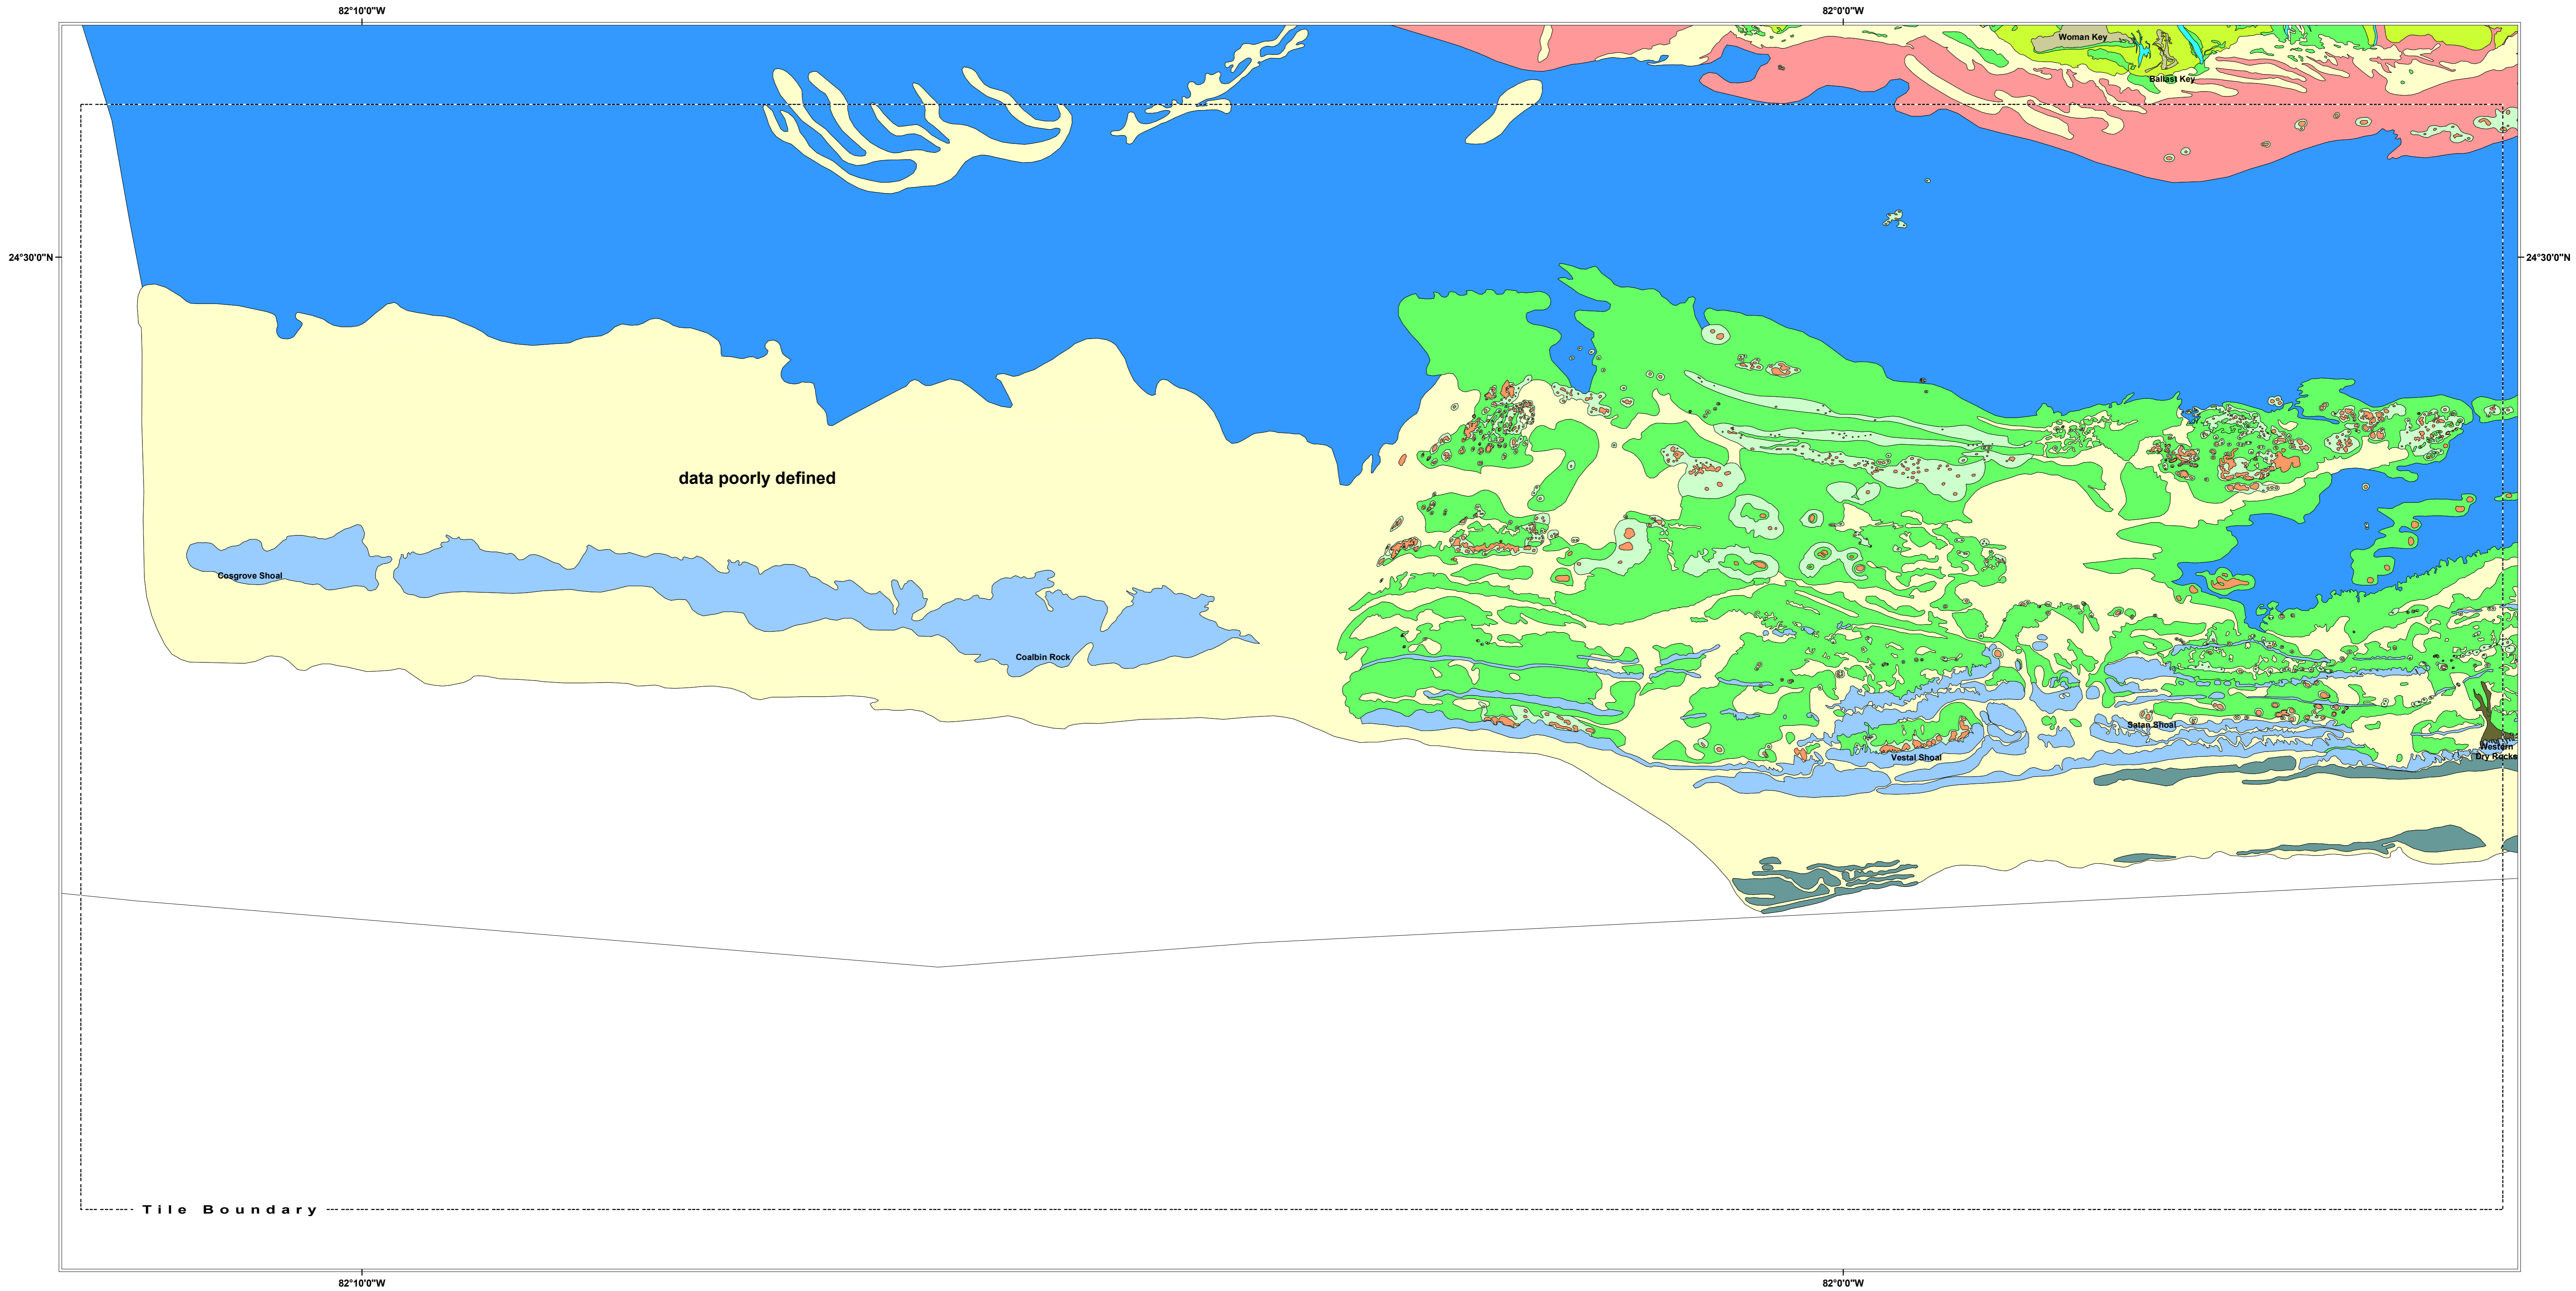 82°10'0"W
82°0'0"W
Woman Key
Ballast Key
24°30'0"N
24°30'0"N
data poorly defined
Cosgrove Shoal
Coalbin Rock
Satan Shoal
Western
Dry Rocks
Vestal Shoal
Tile Boundary
82°10'0"W
82°0'0"W